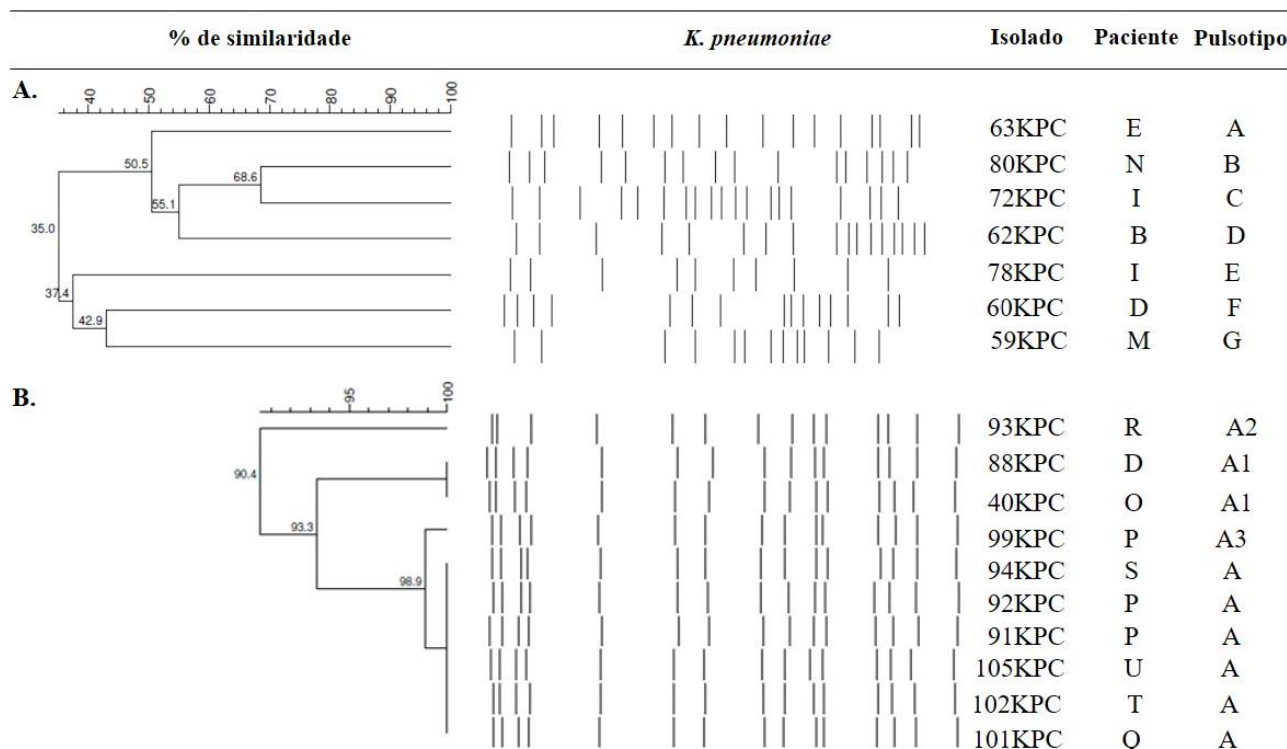 % de similaridade K. pneumoniae Isolado Paciente Pulsotipo
A.
40 50 60 70 80 90 100
63KPC E A
50.5
80KPC N B
68.6
72KPC I C
55.1
35.0
62KPC B D
78KPC I E
37.4
60KPC D F
42.9
59KPC M G
B.
95 100
93KPC R A2
90.4
88KPC D A1
40KPC O A1
93.3
99KPC P A3
94KPC S A
98.9
92KPC P A
91KPC P A
105KPC U A
102KPC T A
101KPC O A